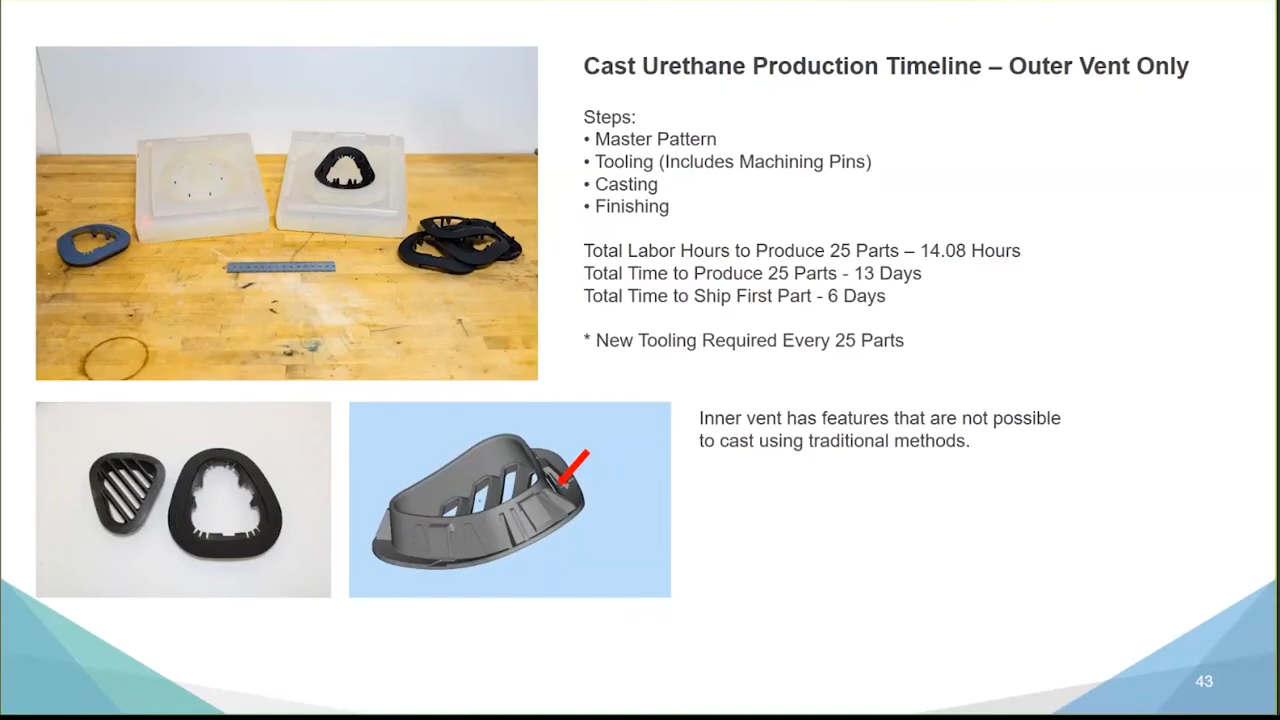 Cast Urethane Production Timeline – Outer Vent Only
Steps:
• Master Pattern
• Tooling (Includes Machining Pins)
• Casting
• Finishing
Total Labor Hours to Produce 25 Parts – 14.08 Hours
Total Time to Produce 25 Parts - 13 Days
Total Time to Ship First Part - 6 Days
* New Tooling Required Every 25 Parts
Inner vent has features that are not possible
to cast using traditional methods.
43